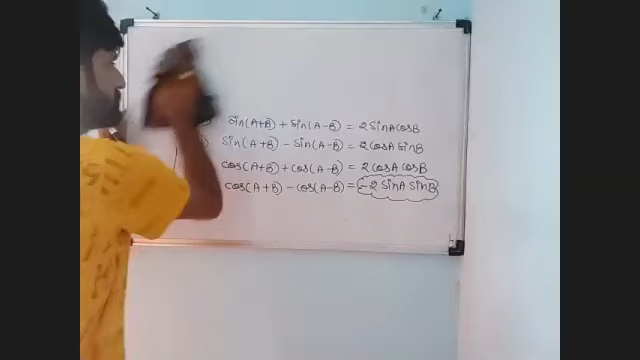 Sin(A+B) + Sin(A-B) = 2 SinA CosB
Sin(A+B) - Sin(A-B) = 2 CosA SinB
Cos(A+B) + Cos(A-B) = 2 CosA CosB
Cos(A+B) - Cos(A-B) = -2 SinA SinB